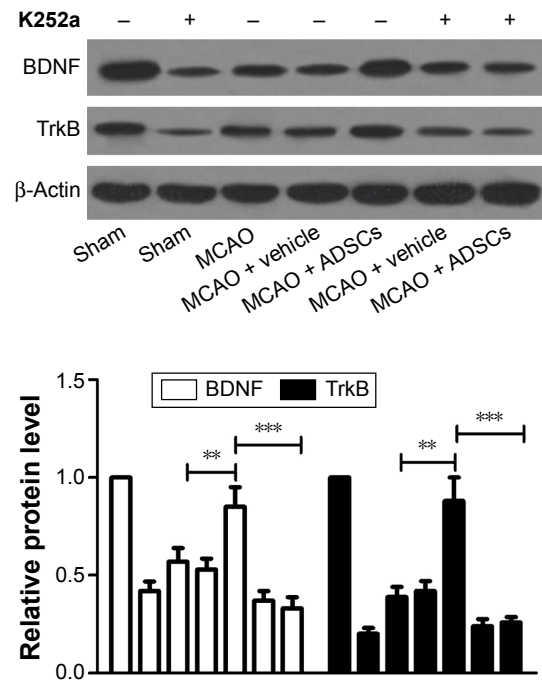 K252a – + – – – + +
BDNF
TrkB
β-Actin
Sham
Sham
MCAO
MCAO + vehicle
MCAO + ADSCs
MCAO + vehicle
MCAO + ADSCs
1.5
BDNF TrkB
***
***
**
**
1.0
0.5
0.0
Relative protein level